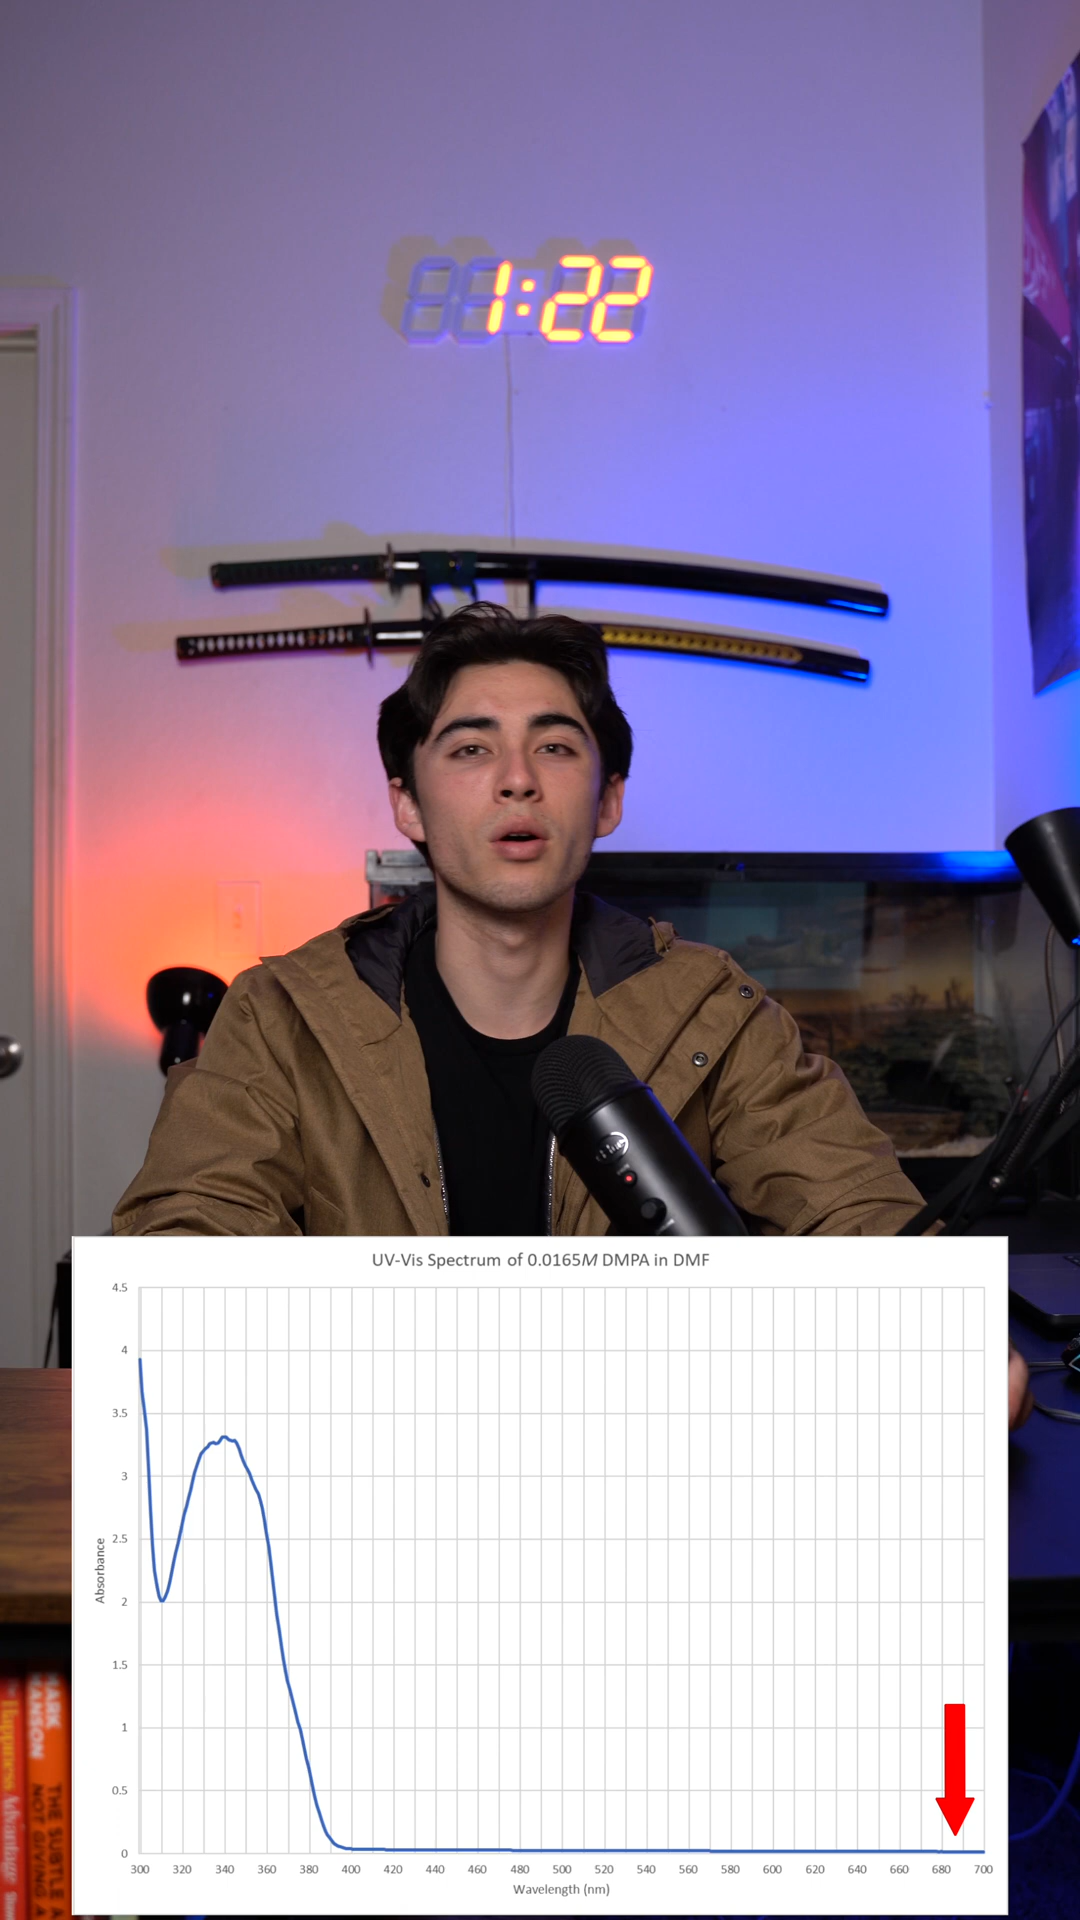 1:22
UV-Vis Spectrum of 0.0165M DMPA in DMF
4.5
4
3.5
3
2.5
2
1.5
1
0.5
0
Absorbance
300 320 340 360 380 400 420 440 460 480 500 520 540 560 580 600 620 640 660 680 700
Wavelength (nm)
Happiness Advantage
MARK
MANSON
THE SUBTLE A
NOT GIVING A